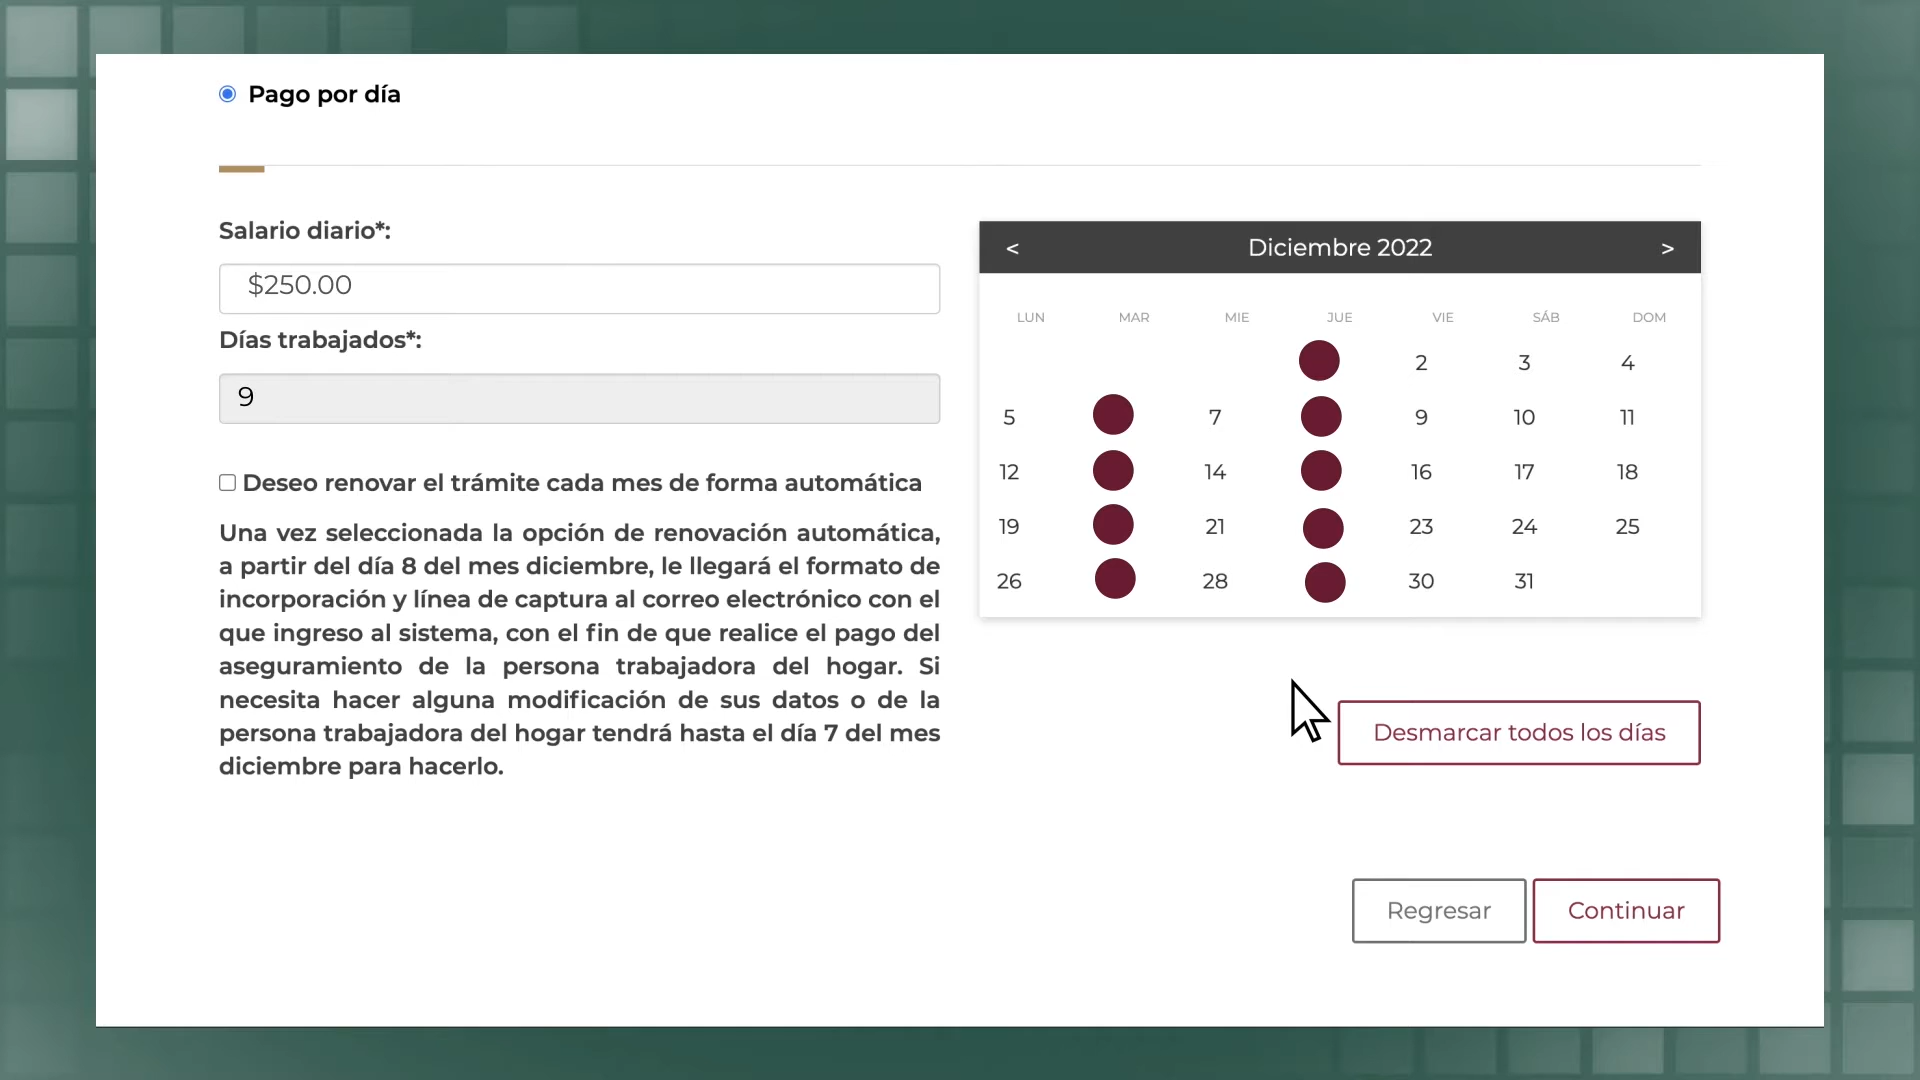 Pago por día
Salario diario*:
$250.00
Días trabajados*:
9
Deseo renovar el trámite cada mes de forma automática
Una vez seleccionada la opción de renovación automática,
a partir del día 8 del mes diciembre, le llegará el formato de
incorporación y línea de captura al correo electrónico con el
que ingreso al sistema, con el fin de que realice el pago del
aseguramiento de la persona trabajadora del hogar. Si
necesita hacer alguna modificación de sus datos o de la
persona trabajadora del hogar tendrá hasta el día 7 del mes
diciembre para hacerlo.
< Diciembre 2022 >
LUN MAR MIE JUE VIE SÁB DOM
2 3 4
5 7 9 10 11
12 14 16 17 18
19 21 23 24 25
26 28 30 31
Desmarcar todos los días
Regresar Continuar